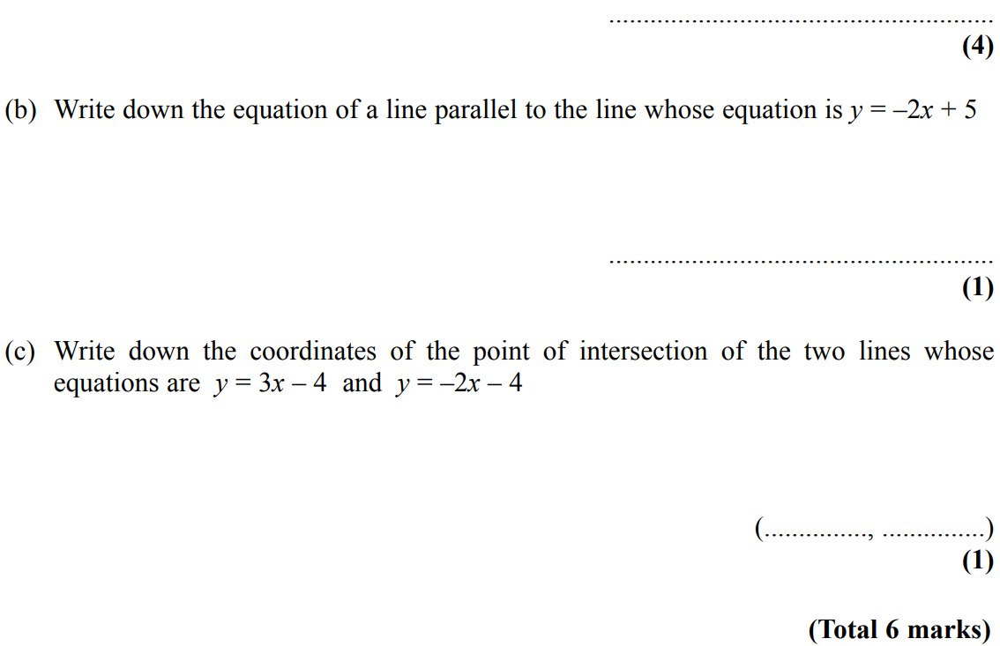 ....................................................... 
(4)
(b) Write down the equation of a line parallel to the line whose equation is y = –2x + 5
.......................................................
(1)
(c) Write down the coordinates of the point of intersection of the two lines whose
equations are y = 3x – 4 and y = –2x – 4
(..............., ...............)
(1)
(Total 6 marks)